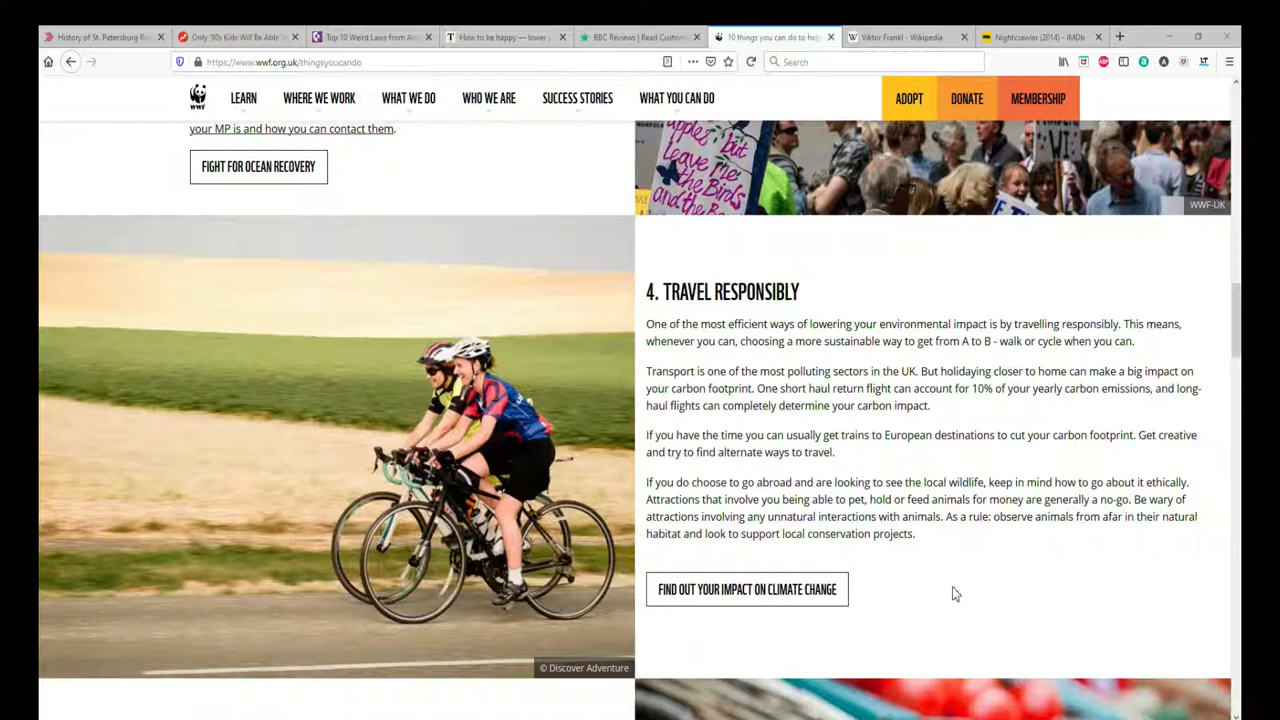 History of St. Petersburg
Only '90s Kids Will Be Able
Top 10 Weird Laws from
How to be happy — lower
BBC Reviews | Read Custom
10 things you can do to help
Viktor Frankl - Wikipedia
Nightcrawler (2014) - IMDb
https://www.wwf.org.uk/thingsyoucando
Search
WWF
LEARN
WHERE WE WORK
WHAT WE DO
WHO WE ARE
SUCCESS STORIES
WHAT YOU CAN DO
ADOPT
DONATE
MEMBERSHIP
your MP is and how you can contact them.
FIGHT FOR OCEAN RECOVERY
apples, but
leave me
the Birds
and the
WWF-UK
4. TRAVEL RESPONSIBLY
One of the most efficient ways of lowering your environmental impact is by travelling responsibly. This means,
whenever you can, choosing a more sustainable way to get from A to B - walk or cycle when you can.
Transport is one of the most polluting sectors in the UK. But holidaying closer to home can make a big impact on
your carbon footprint. One short haul return flight can account for 10% of your yearly carbon emissions, and long-
haul flights can completely determine your carbon impact.
If you have the time you can usually get trains to European destinations to cut your carbon footprint. Get creative
and try to find alternate ways to travel.
If you do choose to go abroad and are looking to see the local wildlife, keep in mind how to go about it ethically.
Attractions that involve you being able to pet, hold or feed animals for money are generally a no-go. Be wary of
attractions involving any unnatural interactions with animals. As a rule: observe animals from afar in their natural
habitat and look to support local conservation projects.
FIND OUT YOUR IMPACT ON CLIMATE CHANGE
© Discover Adventure